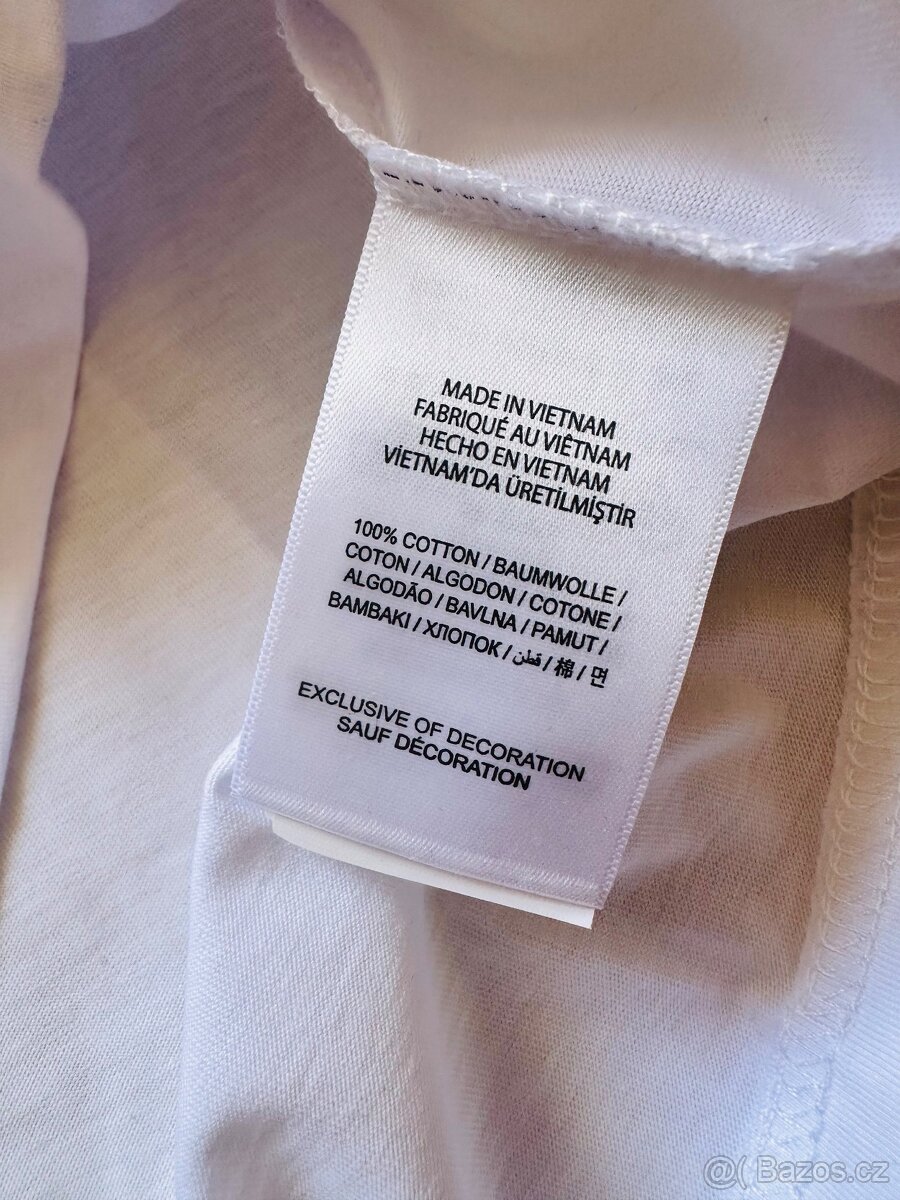 MADE IN VIETNAM
FABRIQUÉ AU VIÊTNAM
HECHO EN VIETNAM
VİETNAM'DA ÜRETİLMİŞTİR
100% COTTON / BAUMWOLLE /
COTON / ALGODON / COTONE /
ALGODÃO / BAVLNA / PAMUT /
BAMBAKI / ХЛОПОК / قطن / 棉 / 면
EXCLUSIVE OF DECORATION
SAUF DÉCORATION
@( Bazos.cz